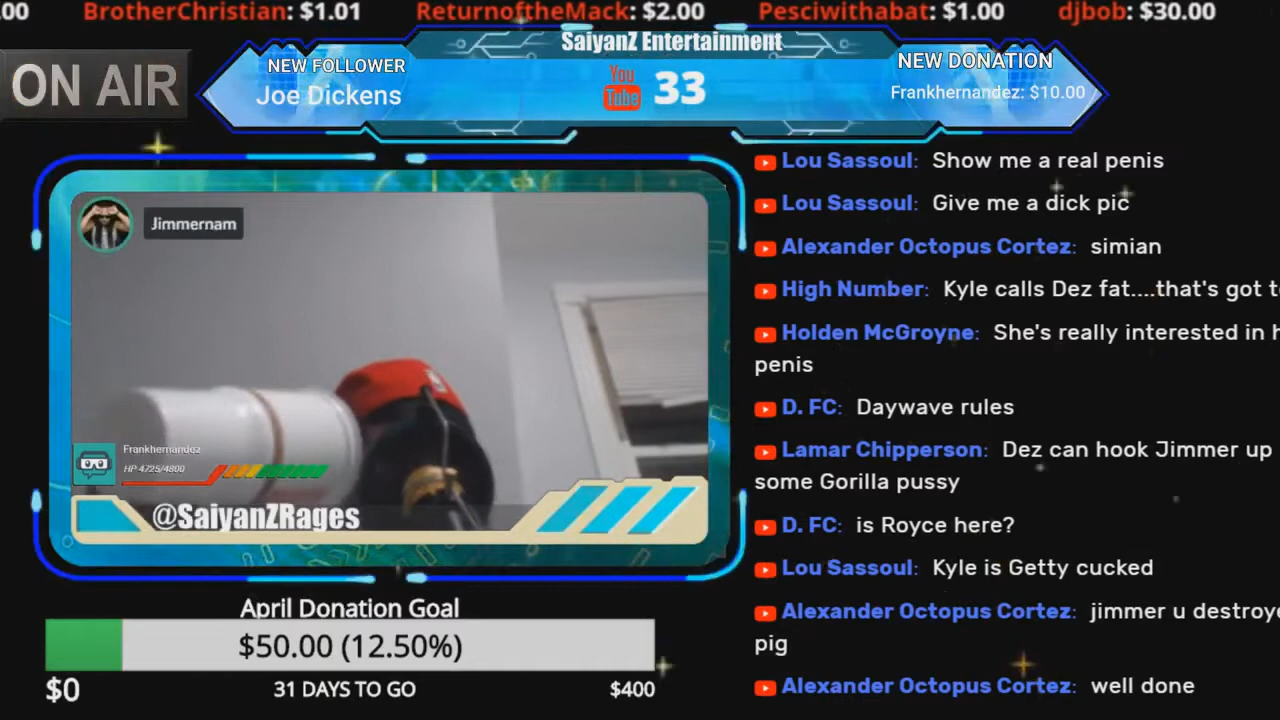 .00 BrotherChristian: $1.01 ReturnoftheMack: $2.00 Pesciwithabat: $1.00 djbob: $30.00
SaiyanZ Entertainment
ON AIR
NEW FOLLOWER
Joe Dickens
You Tube 33
NEW DONATION
Frankhernandez: $10.00
Jimmernam
Frankhernandez
HP 4725/4800
@SaiyanZRages
April Donation Goal
$50.00 (12.50%)
$0 31 DAYS TO GO $400
Lou Sassoul: Show me a real penis
Lou Sassoul: Give me a dick pic
Alexander Octopus Cortez: simian
High Number: Kyle calls Dez fat....that's got
Holden McGroyne: She's really interested in
penis
D. FC: Daywave rules
Lamar Chipperson: Dez can hook Jimmer up
some Gorilla pussy
D. FC: is Royce here?
Lou Sassoul: Kyle is Getty cucked
Alexander Octopus Cortez: jimmer u destroye
pig
Alexander Octopus Cortez: well done